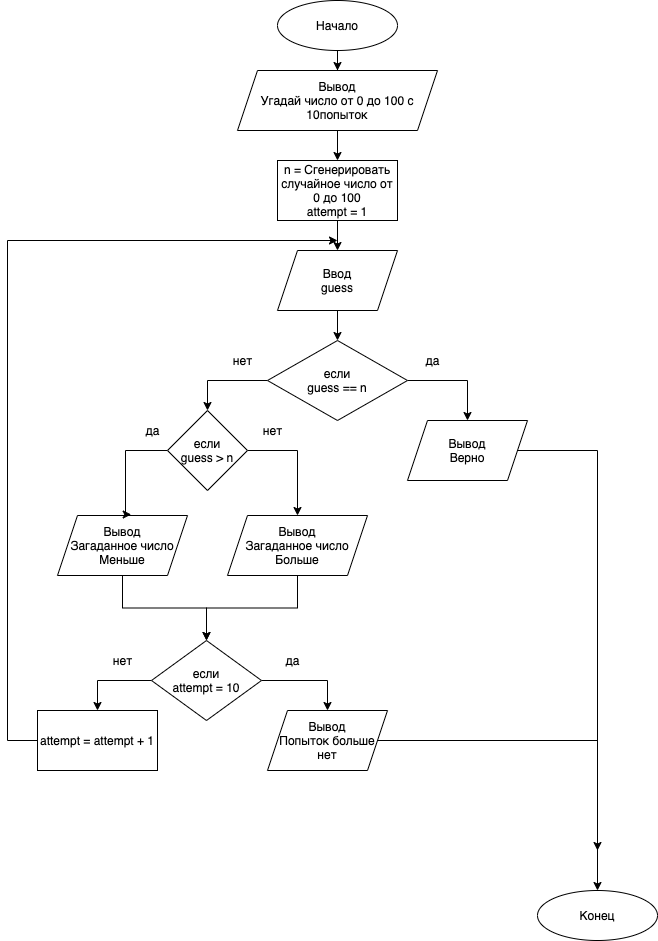 Начало
Вывод
Угадай число от 0 до 100 с
10попыток
n = Сгенерировать
случайное число от
0 до 100
attempt = 1
Ввод
guess
нет
да
если
guess == n
да
нет
если
guess > n
Вывод
Верно
Вывод
Загаданное число
Меньше
Вывод
Загаданное число
Больше
нет
да
если
attempt = 10
attempt = attempt + 1
Вывод
Попыток больше
нет
Конец